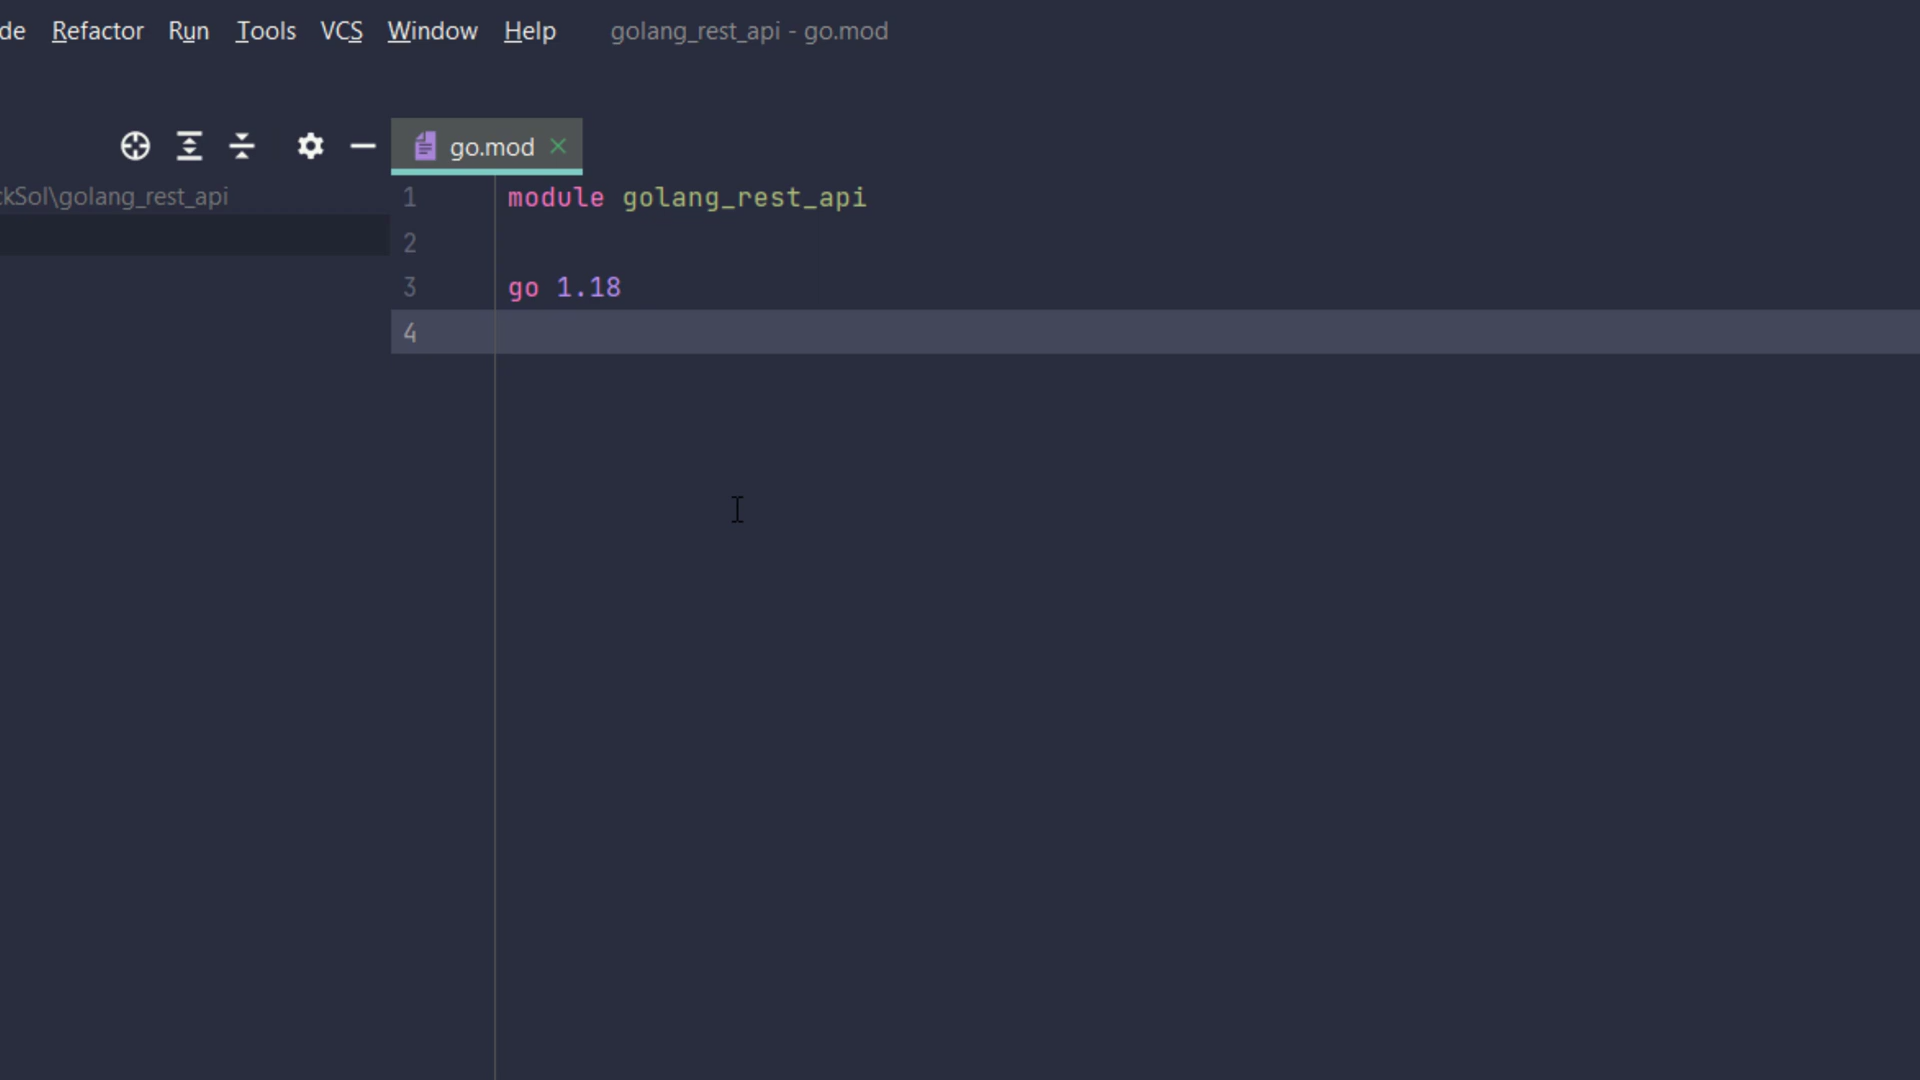 de Refactor Run Tools VCS Window Help golang_rest_api - go.mod
go.mod
ckSol\golang_rest_api
1 module golang_rest_api
2
3 go 1.18
4